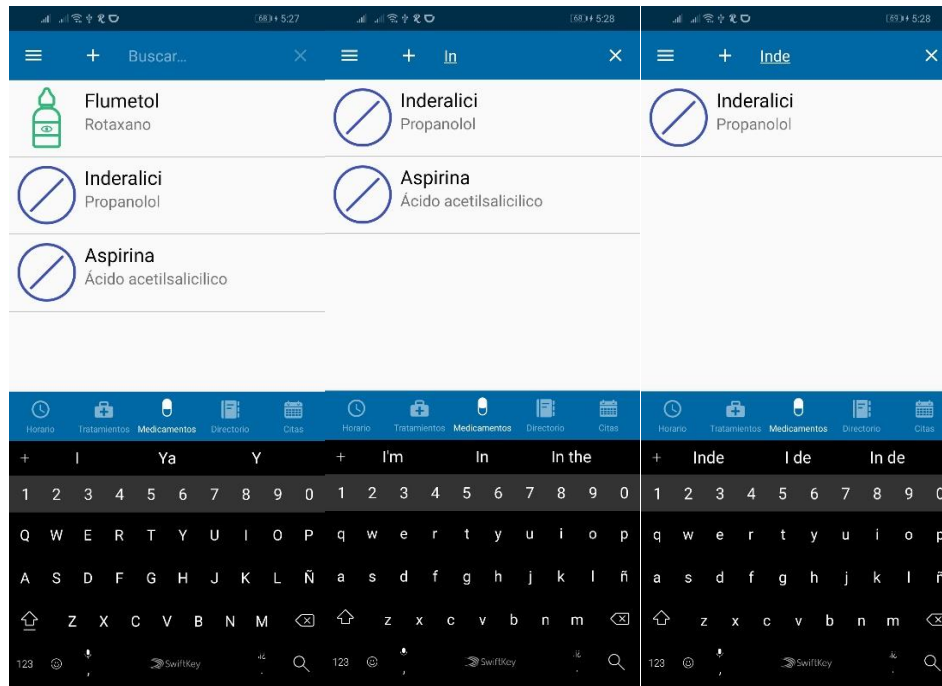 5:27
Buscar...
Flumetol
Rotaxano
Inderalici
Propanolol
Aspirina
Ácido acetilsalicilico
Horario Tratamientos Medicamentos Directorio Citas
I Ya Y
1 2 3 4 5 6 7 8 9 0
Q W E R T Y U I O P
A S D F G H J K L Ñ
Z X C V B N M
123 SwiftKey
5:28
In
Inderalici
Propanolol
Aspirina
Ácido acetilsalicilico
Horario Tratamientos Medicamentos Directorio Citas
I'm In In the
1 2 3 4 5 6 7 8 9 0
q w e r t y u i o p
a s d f g h j k l ñ
z x c v b n m
123 SwiftKey
5:28
Inde
Inderalici
Propanolol
Horario Tratamientos Medicamentos Directorio Citas
Inde I de In de
1 2 3 4 5 6 7 8 9 0
q w e r t y u i o p
a s d f g h j k l ñ
z x c v b n m
123 SwiftKey